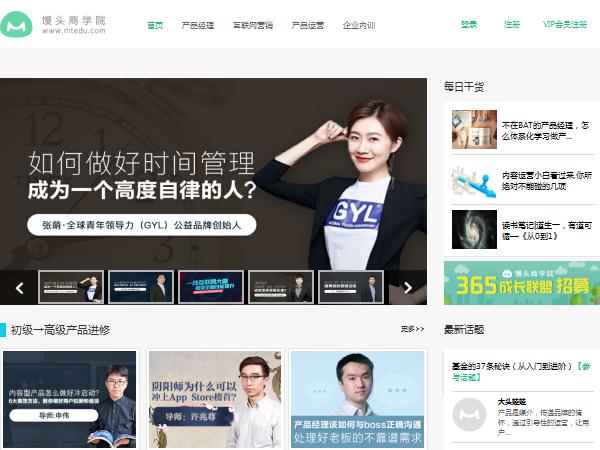 馒头商学院
www.mtedu.com
首页 产品经理 互联网营销 产品运营 企业内训
登录 注册 VIP会员注册
如何做好时间管理
成为一个高度自律的人?
张萌·全球青年领导力（GYL）公益品牌创始人
GYL
每日干货
不在BAT的产品经理，怎
么体系化学习做产...
内容运营小白看过来,你所
绝对不能碰的几项
读书笔记|道生一，有道可
循—《从0到1》
馒头商学院
365成长联盟 招募
初级→高级产品进修
更多>>
内容型产品怎么做好冷启动?
导师:申伟
阴阳师为什么可以
冲上App Store榜首?
导师：许兆尊
产品经理该如何与boss正确沟通
处理好老板的不靠谱需求
最新话题
基金的37条秘诀（从入门到进阶）【参
与话题】
大
产品是媒介，传递品牌的情
怀，通过引导性的运营，让用
户...